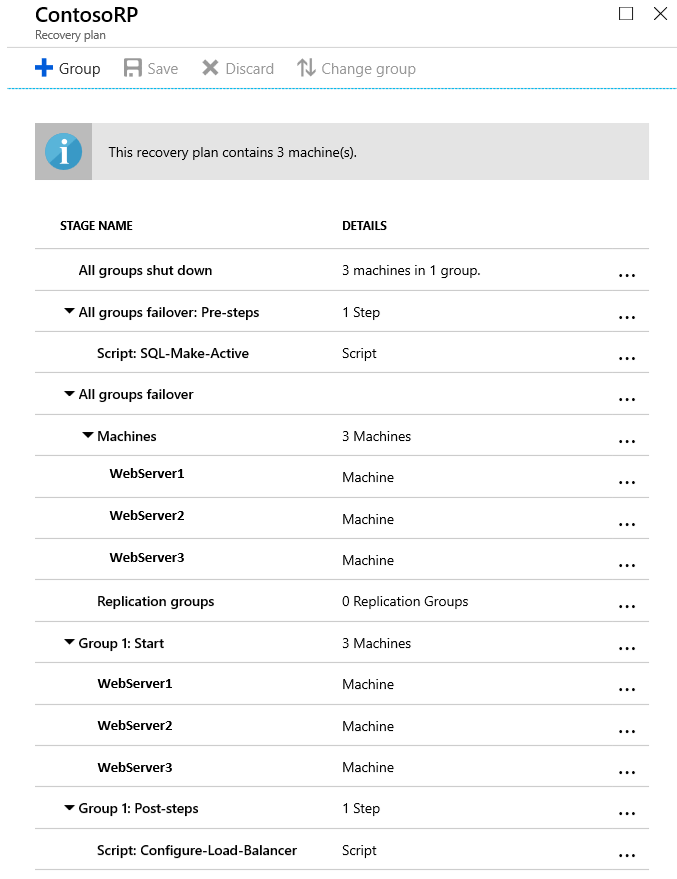 ContosoRP
Recovery plan
Group Save Discard Change group
This recovery plan contains 3 machine(s).
STAGE NAME DETAILS
All groups shut down 3 machines in 1 group. ...
All groups failover: Pre-steps 1 Step ...
Script: SQL-Make-Active Script ...
All groups failover ...
Machines 3 Machines ...
WebServer1 Machine ...
WebServer2 Machine ...
WebServer3 Machine ...
Replication groups 0 Replication Groups ...
Group 1: Start 3 Machines ...
WebServer1 Machine ...
WebServer2 Machine ...
WebServer3 Machine ...
Group 1: Post-steps 1 Step ...
Script: Configure-Load-Balancer Script ...